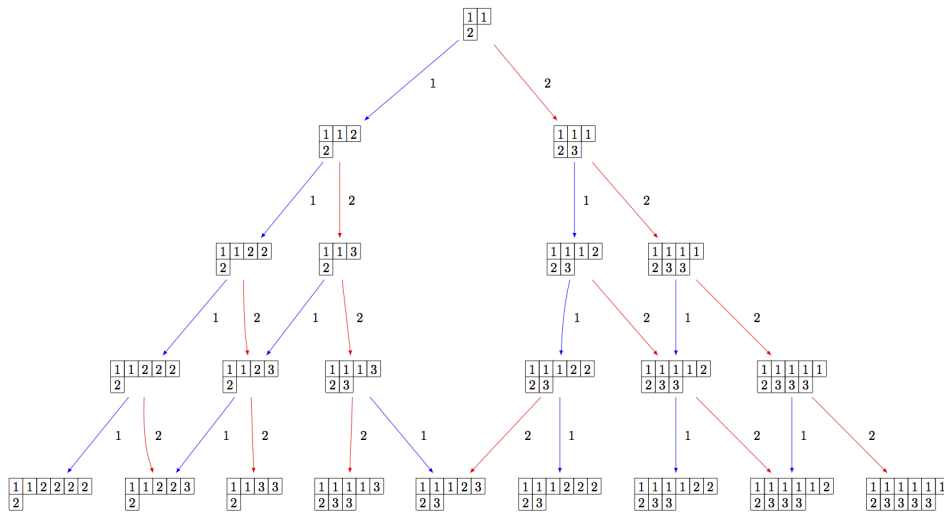 1 1
2
1 2
1 1 2
2
1 1 1
2 3
1 2 1 2
1 1 2 2
2
1 1 3
2
1 1 1 2
2 3
1 1 1 1
2 3 3
1 2 1 2 1 2 1 2
1 1 2 2 2
2
1 1 2 3
2
1 1 1 3
2 3
1 1 1 2 2
2 3
1 1 1 1 2
2 3 3
1 1 1 1 1
2 3 3 3
1 2 1 2 2 1 2 1 1 2 1 2
1 1 2 2 2 2
2
1 1 2 2 3
2
1 1 3 3
2
1 1 1 1 3
2 3 3
1 1 1 2 3
2 3
1 1 1 2 2 2
2 3
1 1 1 1 2 2
2 3 3
1 1 1 1 1 2
2 3 3 3
1 1 1 1 1 1
2 3 3 3 3